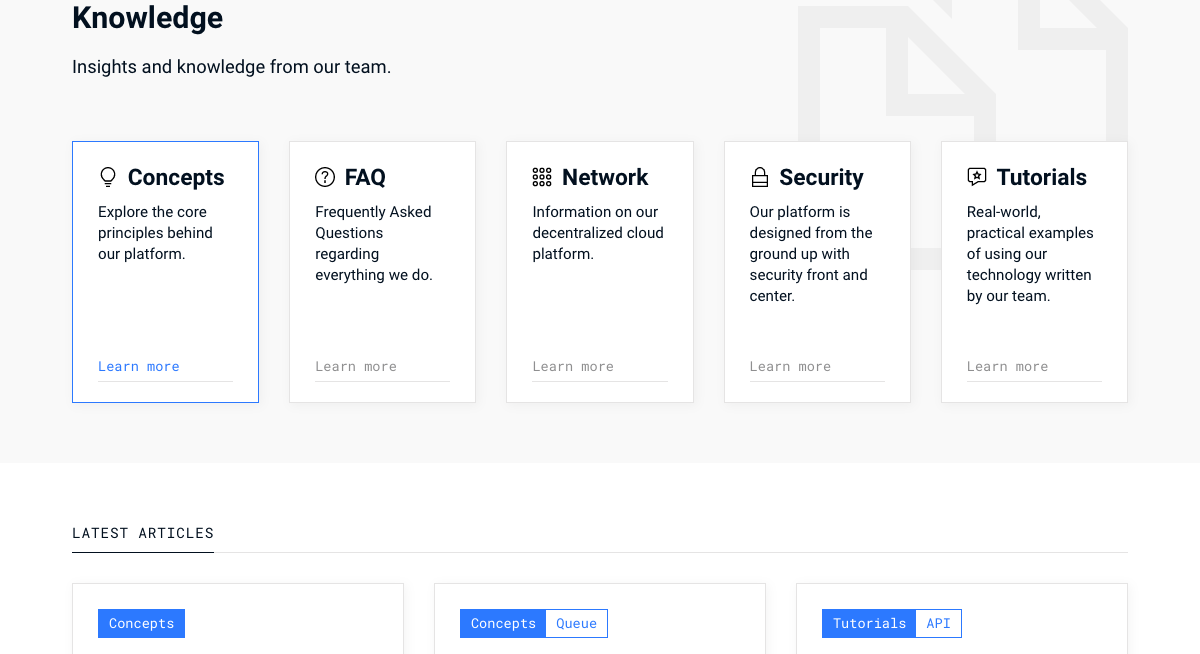 Knowledge
Insights and knowledge from our team.
Concepts
Explore the core
principles behind
our platform.
Learn more
FAQ
Frequently Asked
Questions
regarding
everything we do.
Learn more
Network
Information on our
decentralized cloud
platform.
Learn more
Security
Our platform is
designed from the
ground up with
security front and
center.
Learn more
Tutorials
Real-world,
practical examples
of using our
technology written
by our team.
Learn more
LATEST ARTICLES
Concepts
Concepts Queue
Tutorials API